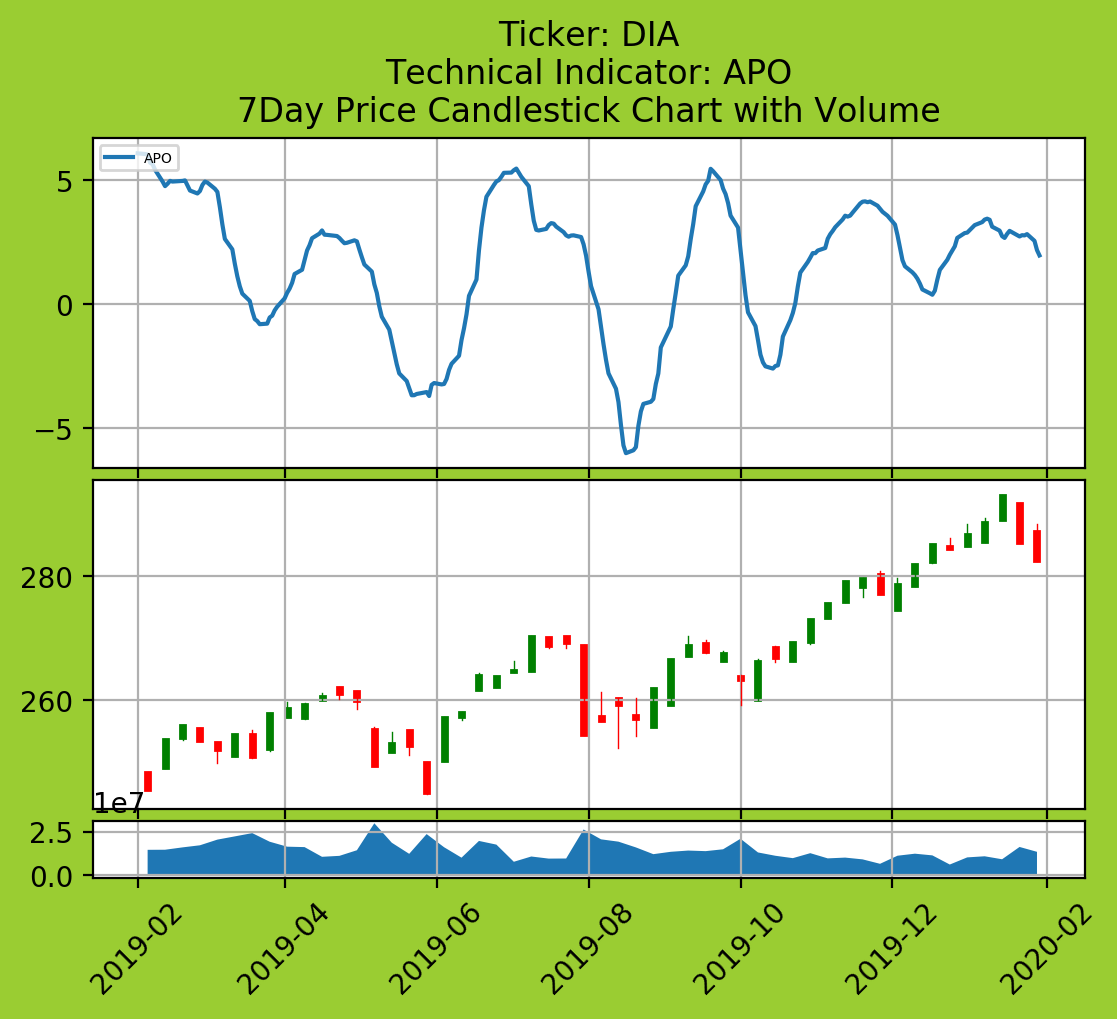 Ticker: DIA
Technical Indicator: APO
7Day Price Candlestick Chart with Volume
APO
5
0
−5
280
260
1e7
2.5
0.0
2019-02
2019-04
2019-06
2019-08
2019-10
2019-12
2020-02